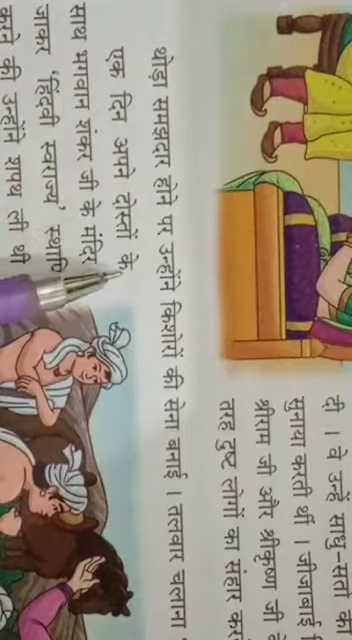 दी । वे उन्हें साधु-संतों की
सुनाया करती थीं । जीजाबाई
श्रीराम जी और श्रीकृष्ण जी
तरह दुष्ट लोगों का संहार
थोड़ा समझदार होने पर उन्होंने किशोरों की सेना बनाई । तलवार चलाना
एक दिन अपने दोस्तों के
साथ भगवान शंकर जी के मंदिर
जाकर 'हिंदवी स्वराज्य'
करने की उन्होंने शपथ ली थी